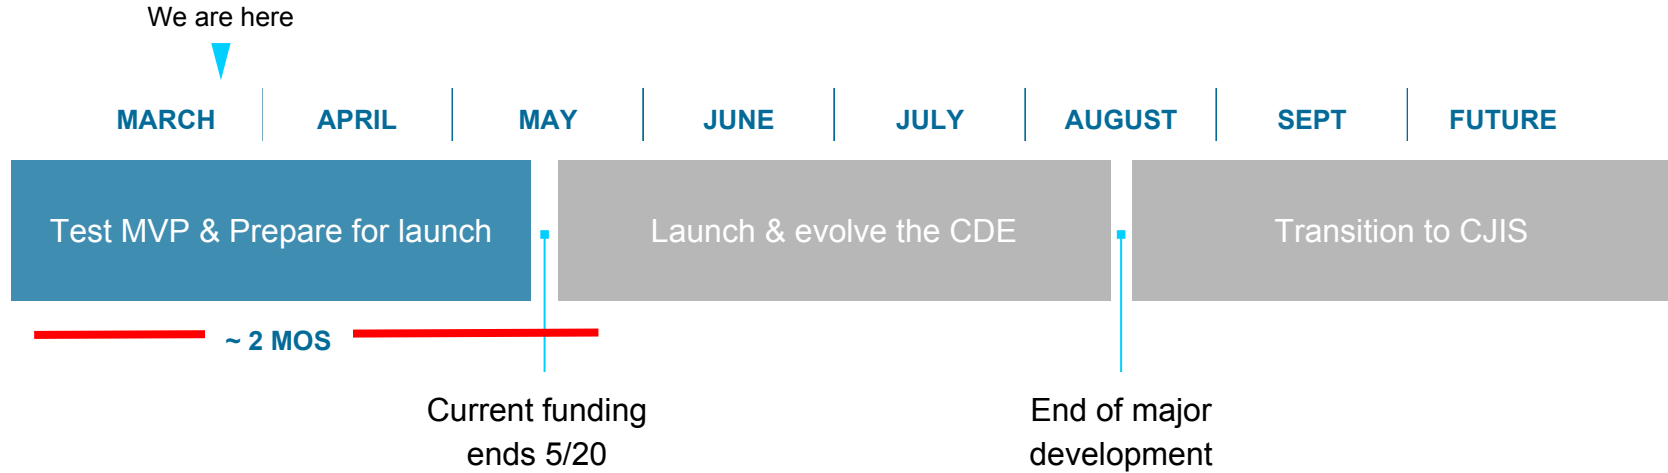 We are here
MARCH APRIL MAY JUNE JULY AUGUST SEPT FUTURE
Test MVP & Prepare for launch
Launch & evolve the CDE
Transition to CJIS
~ 2 MOS
Current funding
ends 5/20
End of major
development